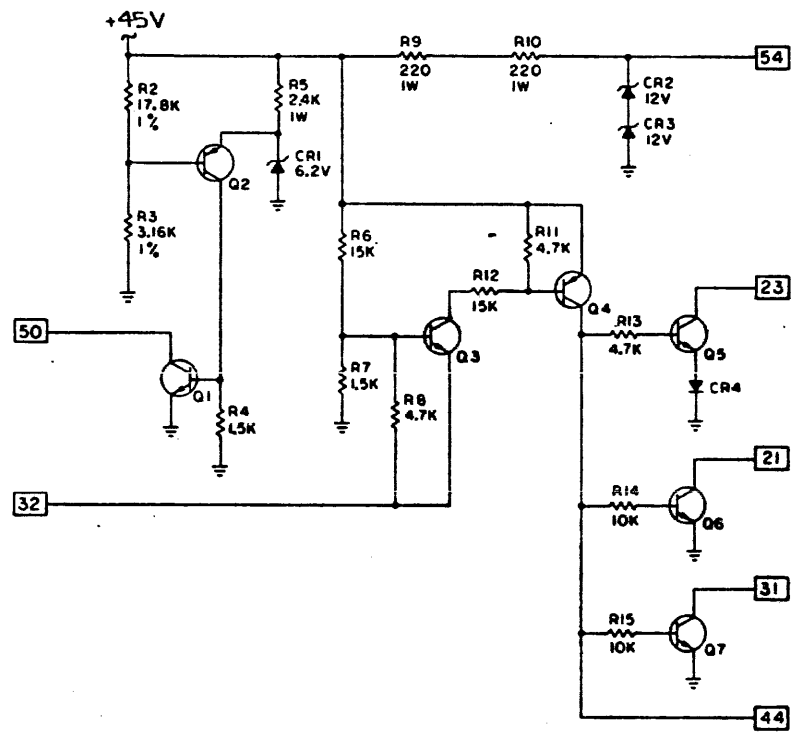 +45V
R2
17.8K
1%
R5
2.4K
1W
R9
220
1W
R10
220
1W
54
CR2
12V
CR3
12V
CR1
6.2V
Q2
R3
3.16K
1%
R6
15K
R11
4.7K
R12
15K
Q4
23
50
Q3
R13
4.7K
Q5
Q1
R7
1.5K
R8
4.7K
CR4
R4
1.5K
21
32
R14
10K
Q6
31
R15
10K
Q7
44